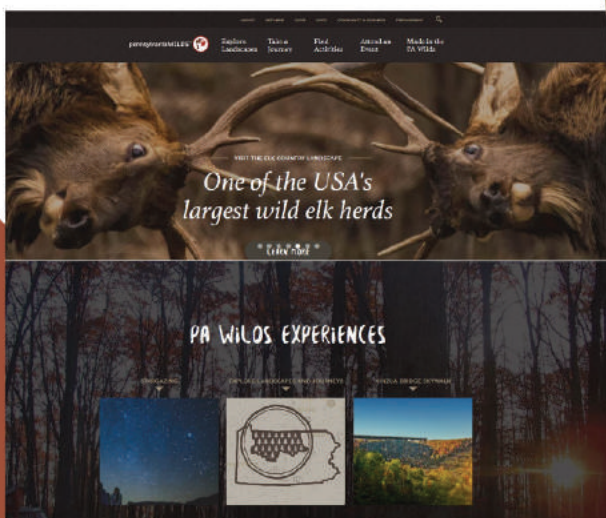 pennsylvaniaWILDS
Explore
Landscapes
Take a
Journey
Find
Activities
Attend an
Event
Made in the
PA Wilds
VISIT THE ELK COUNTRY LANDSCAPE
One of the USA's
largest wild elk herds
LEARN MORE
PA WILDS EXPERIENCES
STARGAZING
EXPLORE LANDSCAPES AND JOURNEYS
KINZUA BRIDGE SKYWALK